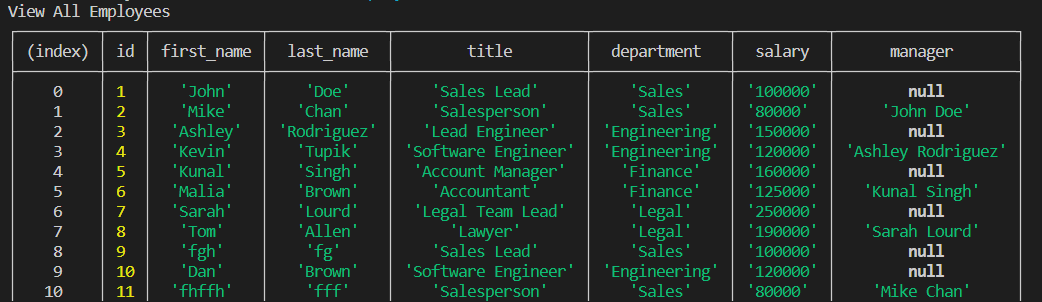 View All Employees
(index) id first_name last_name title department salary manager
0 1 'John' 'Doe' 'Sales Lead' 'Sales' '100000' null
1 2 'Mike' 'Chan' 'Salesperson' 'Sales' '80000' 'John Doe'
2 3 'Ashley' 'Rodriguez' 'Lead Engineer' 'Engineering' '150000' null
3 4 'Kevin' 'Tupik' 'Software Engineer' 'Engineering' '120000' 'Ashley Rodriguez'
4 5 'Kunal' 'Singh' 'Account Manager' 'Finance' '160000' null
5 6 'Malia' 'Brown' 'Accountant' 'Finance' '125000' 'Kunal Singh'
6 7 'Sarah' 'Lourd' 'Legal Team Lead' 'Legal' '250000' null
7 8 'Tom' 'Allen' 'Lawyer' 'Legal' '190000' 'Sarah Lourd'
8 9 'fgh' 'fg' 'Sales Lead' 'Sales' '100000' null
9 10 'Dan' 'Brown' 'Software Engineer' 'Engineering' '120000' null
10 11 'fhffh' 'fff' 'Salesperson' 'Sales' '80000' 'Mike Chan'